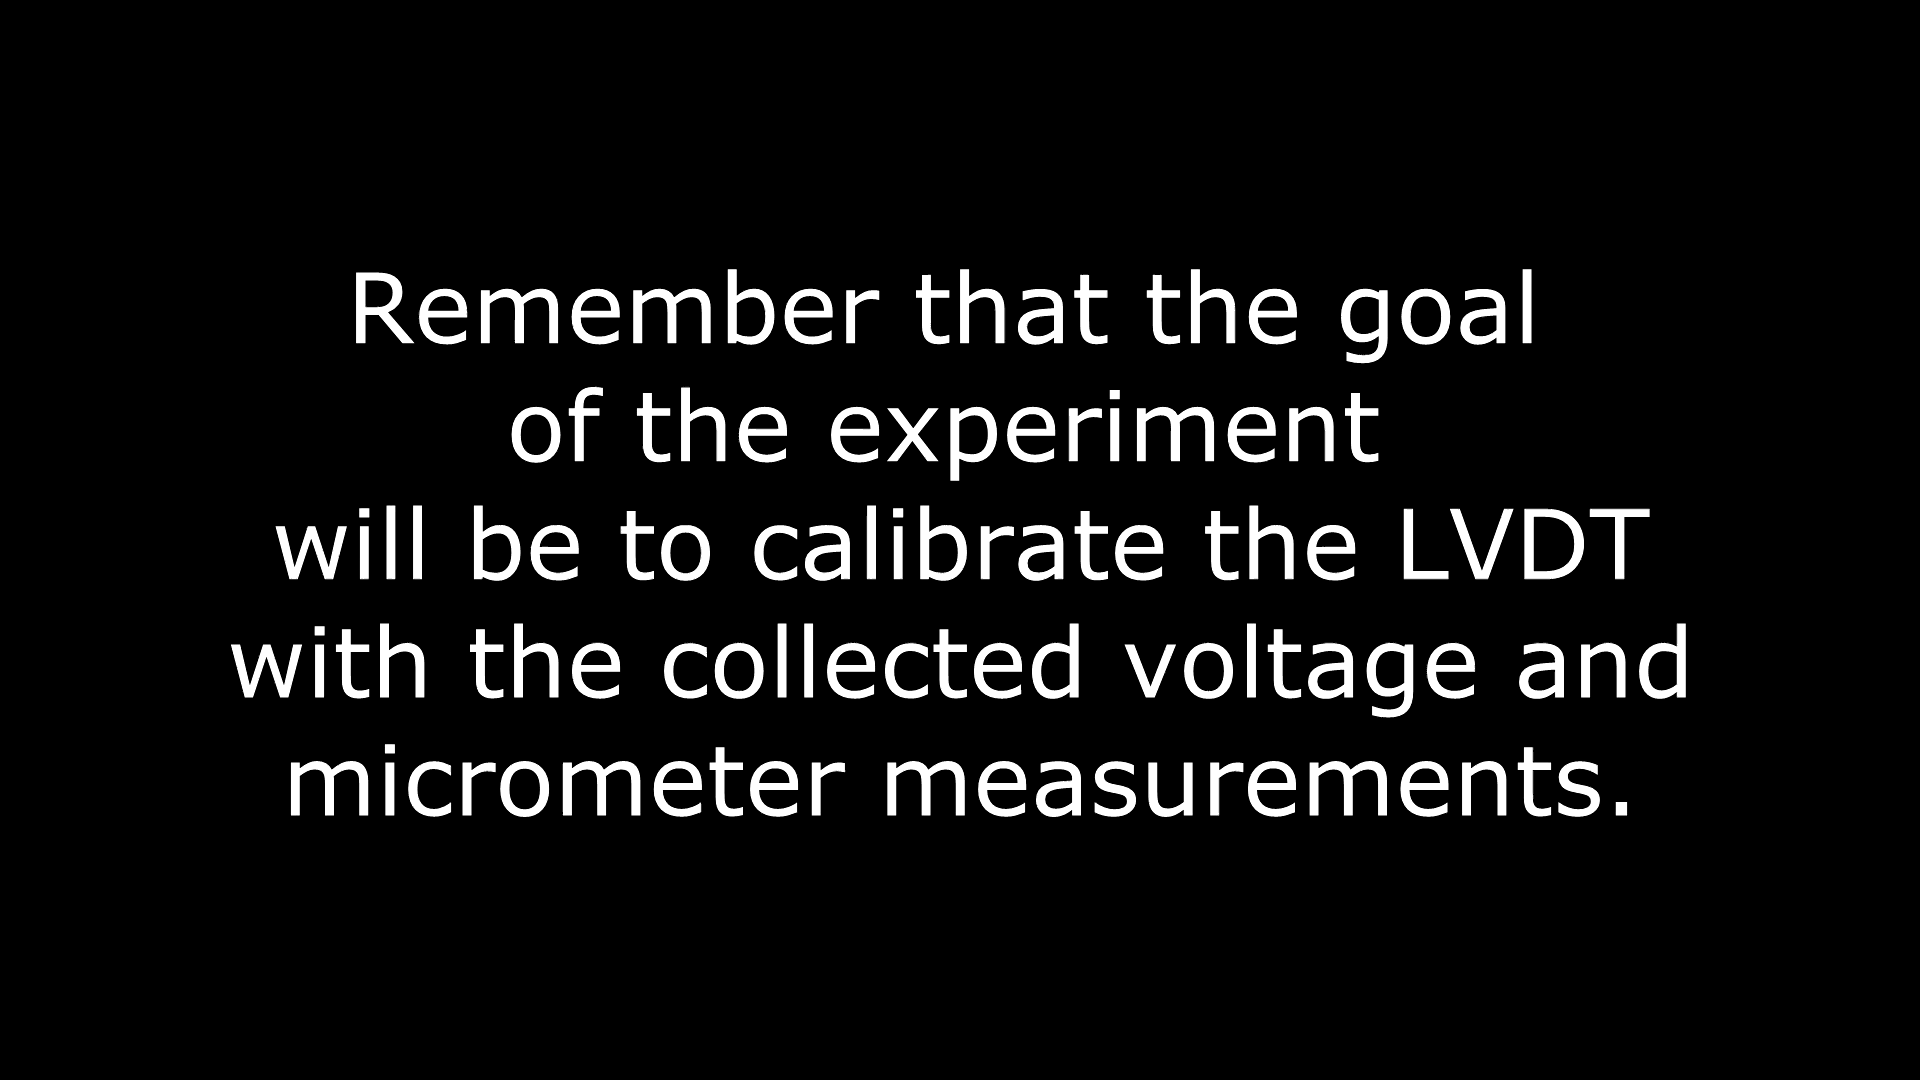 Remember that the goal
of the experiment
will be to calibrate the LVDT
with the collected voltage and
micrometer measurements.